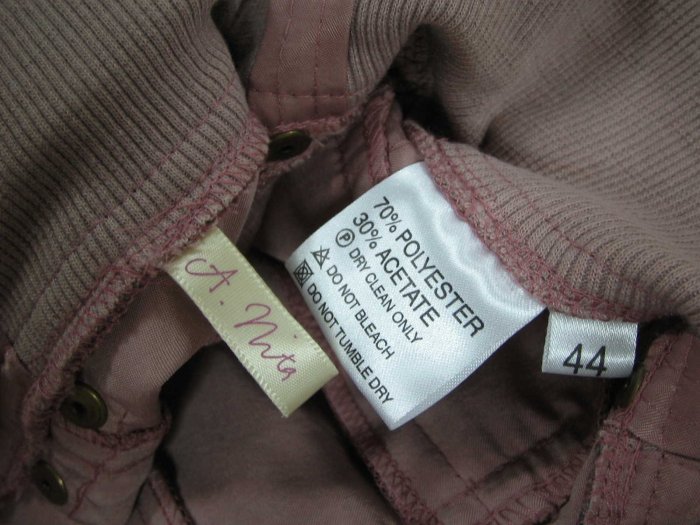 A. Nita
70% POLYESTER
30% ACETATE
Ⓟ DRY CLEAN ONLY
DO NOT BLEACH
DO NOT TUMBLE DRY
44